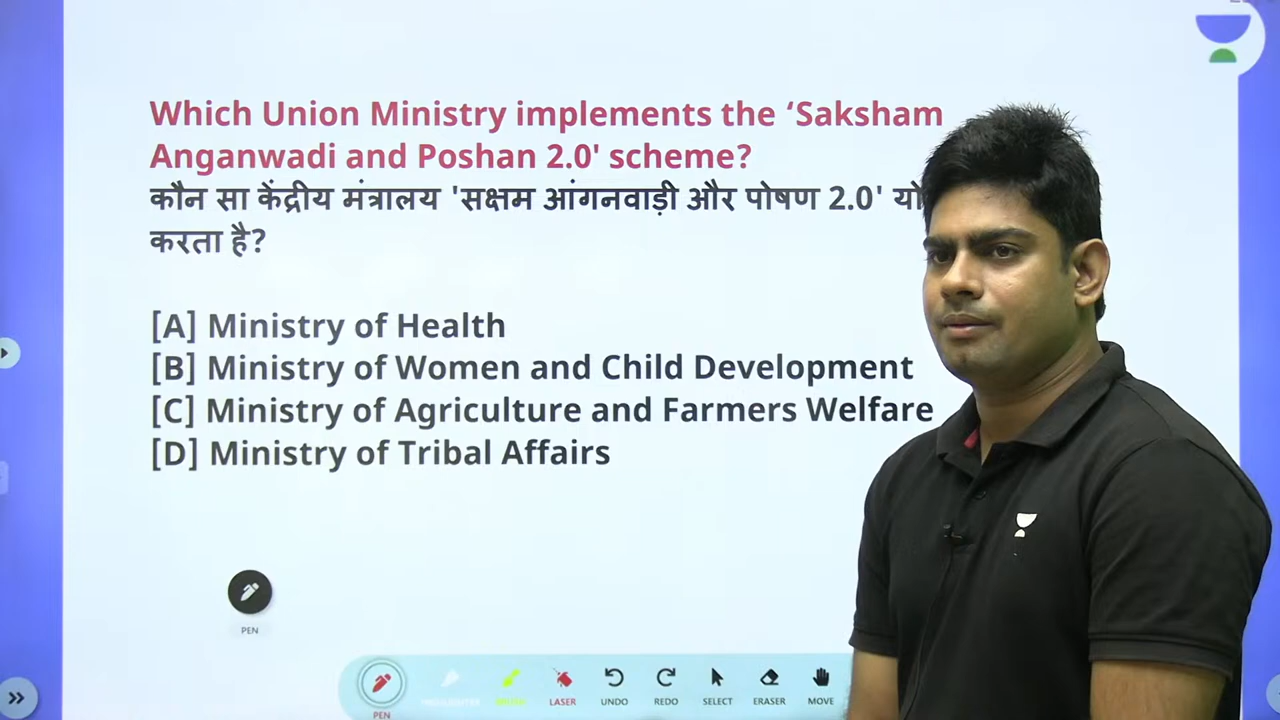 Which Union Ministry implements the ‘Saksham
Anganwadi and Poshan 2.0' scheme?
कौन सा केंद्रीय मंत्रालय 'सक्षम आंगनवाड़ी और पोषण 2.0'
करता है?
[A] Ministry of Health
[B] Ministry of Women and Child Development
[C] Ministry of Agriculture and Farmers Welfare
[D] Ministry of Tribal Affairs
PEN
PEN
LASER
UNDO
REDO
SELECT
ERASER
MOVE